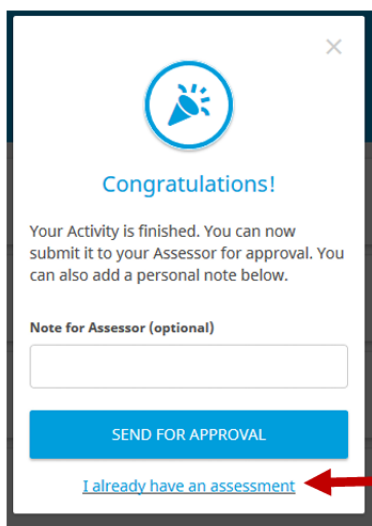 Congratulations!
Your Activity is finished. You can now
submit it to your Assessor for approval. You
can also add a personal note below.
Note for Assessor (optional)
SEND FOR APPROVAL
I already have an assessment